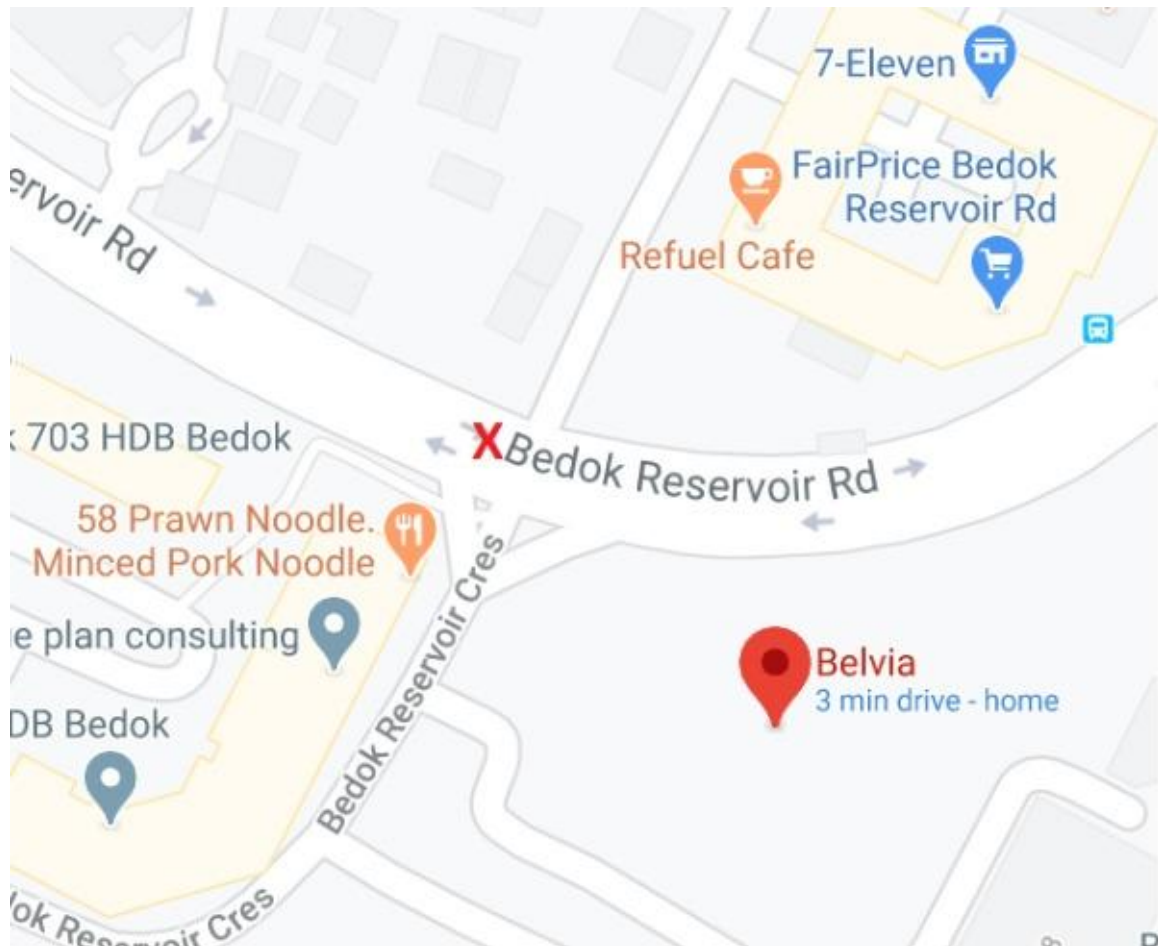 7-Eleven
FairPrice Bedok
Reservoir Rd
Refuel Cafe
ervoir Rd
703 HDB Bedok
X
Bedok Reservoir Rd
58 Prawn Noodle.
Minced Pork Noodle
Bedok Reservoir Cres
e plan consulting
Belvia
3 min drive - home
DB Bedok
ok Reservoir Cres